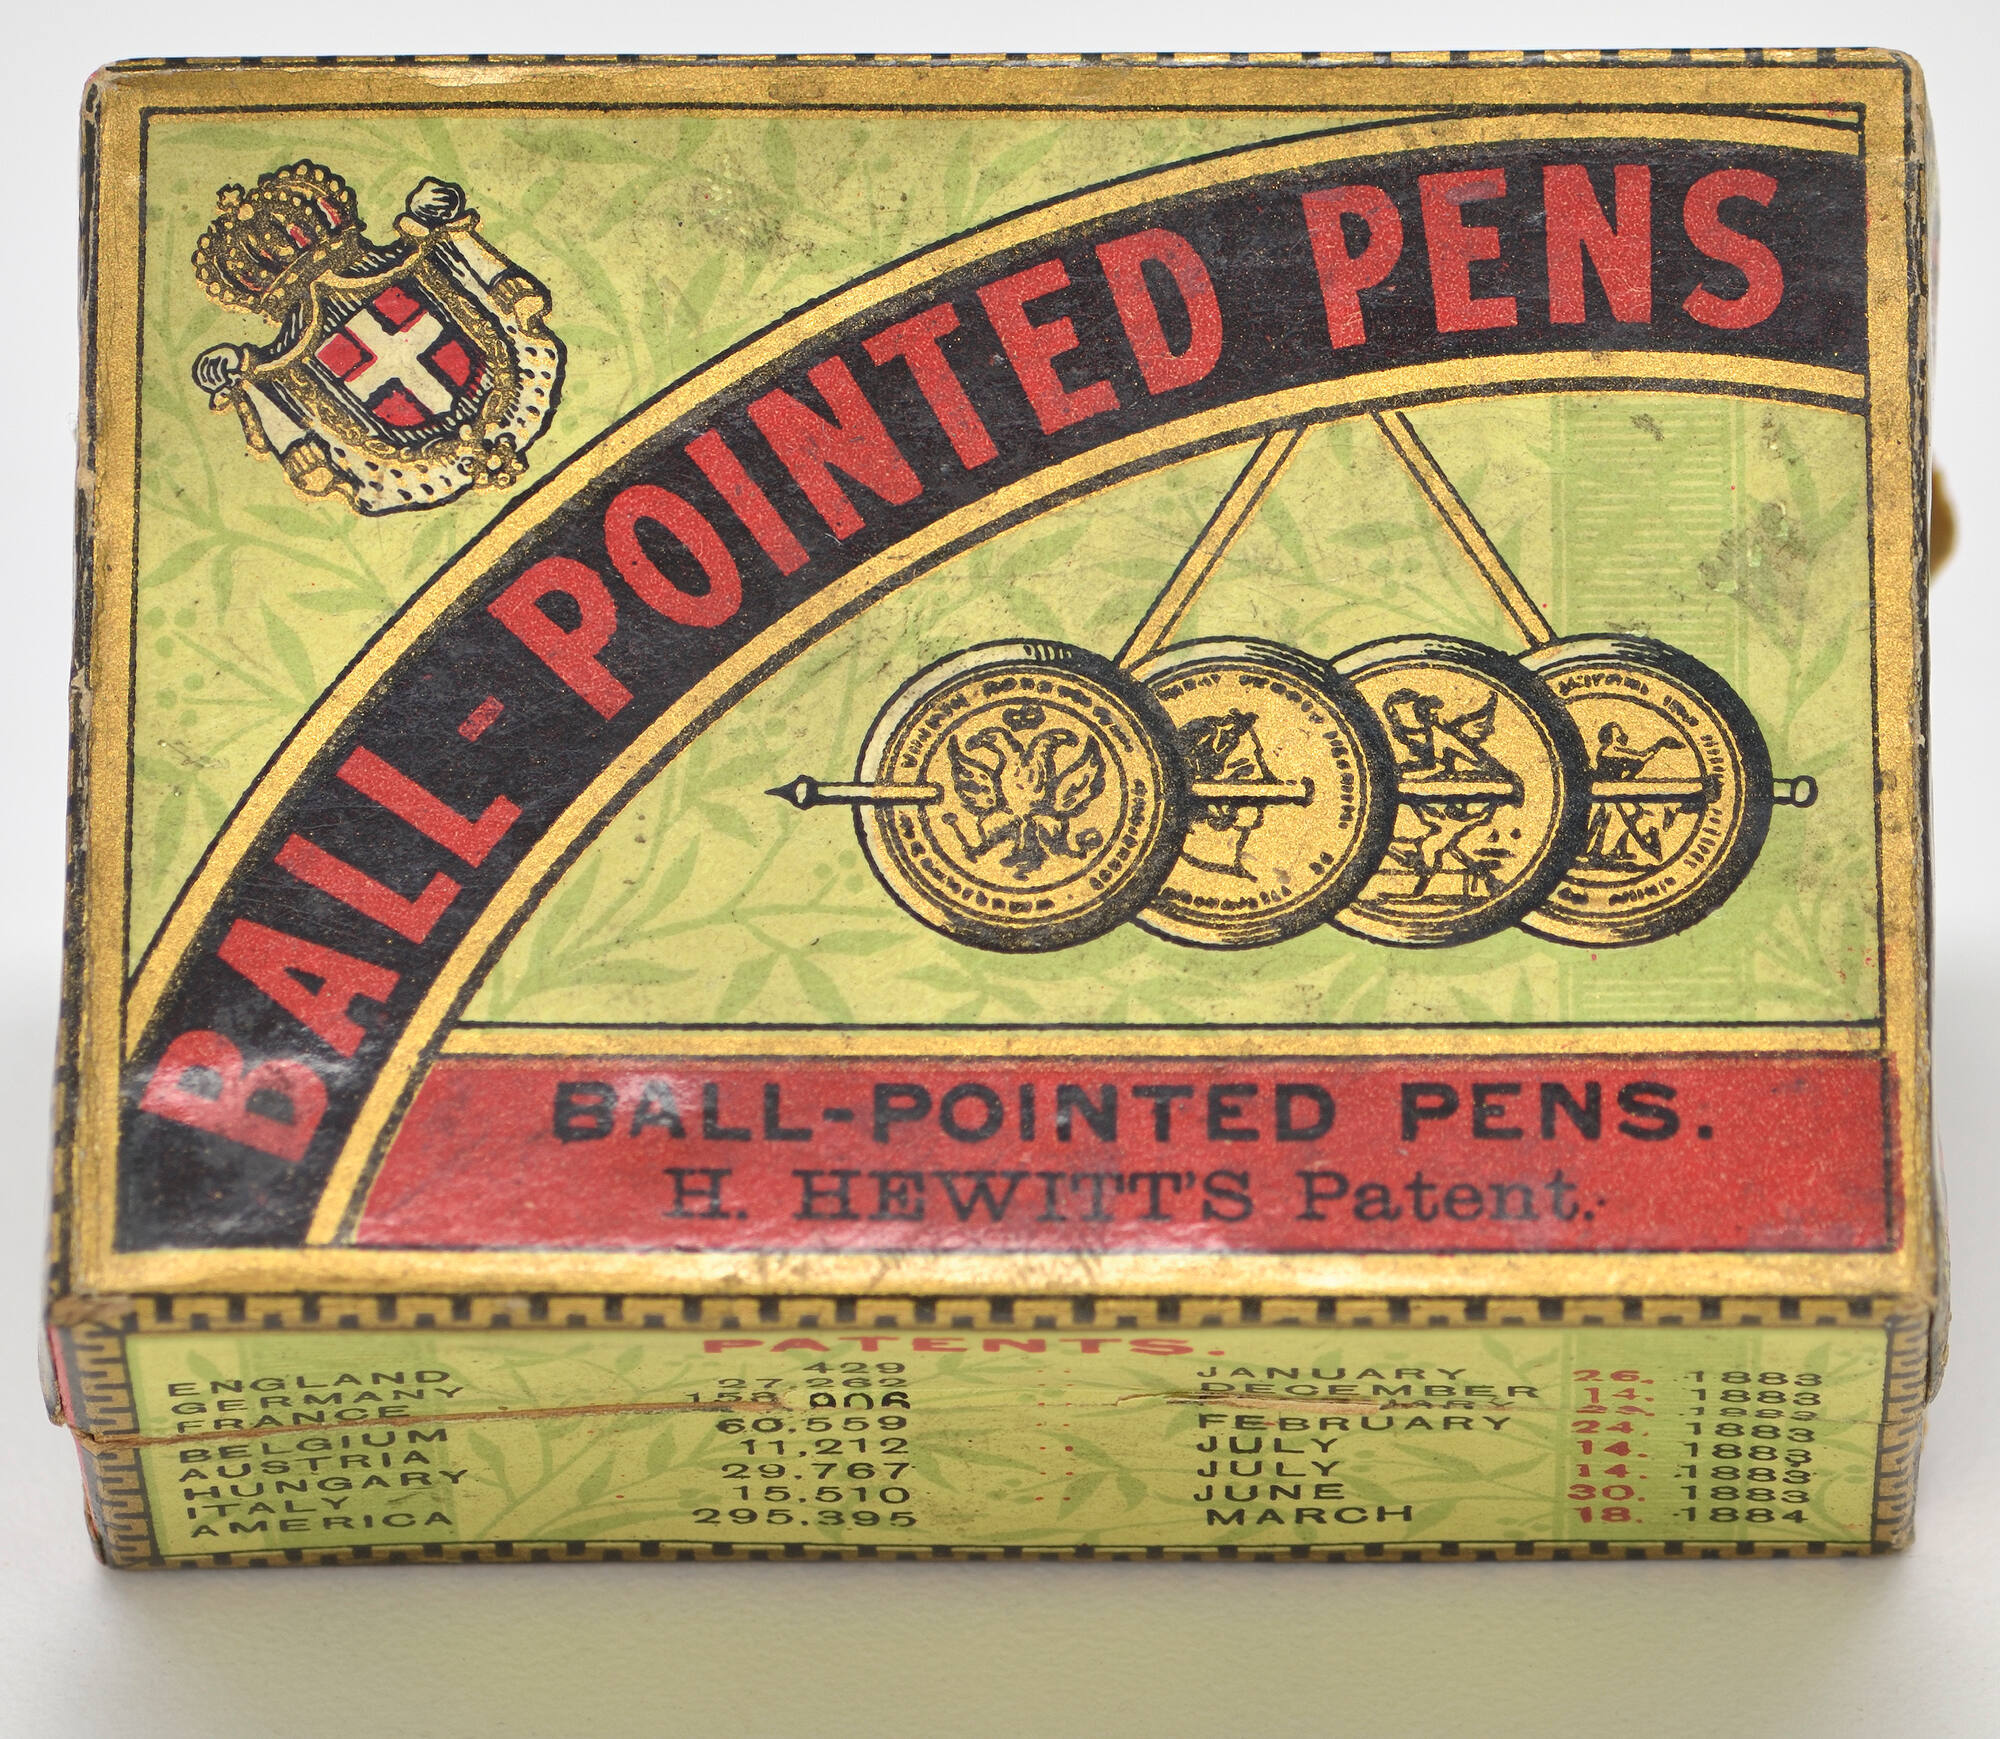 BALL-POINTED PENS
BALL-POINTED PENS.
H. HEWITT'S Patent.
PATENTS.
ENGLAND 429 JANUARY 26. 1883
GERMANY 27,262 DECEMBER 14. 1883
FRANCE 906 1883
BELGIUM 60,559 FEBRUARY 24. 1883
AUSTRIA 11,212 JULY 14. 1883
HUNGARY 29,767 JULY 14. 1883
ITALY 15,510 JUNE 30. 1883
AMERICA 295,395 MARCH 18. 1884